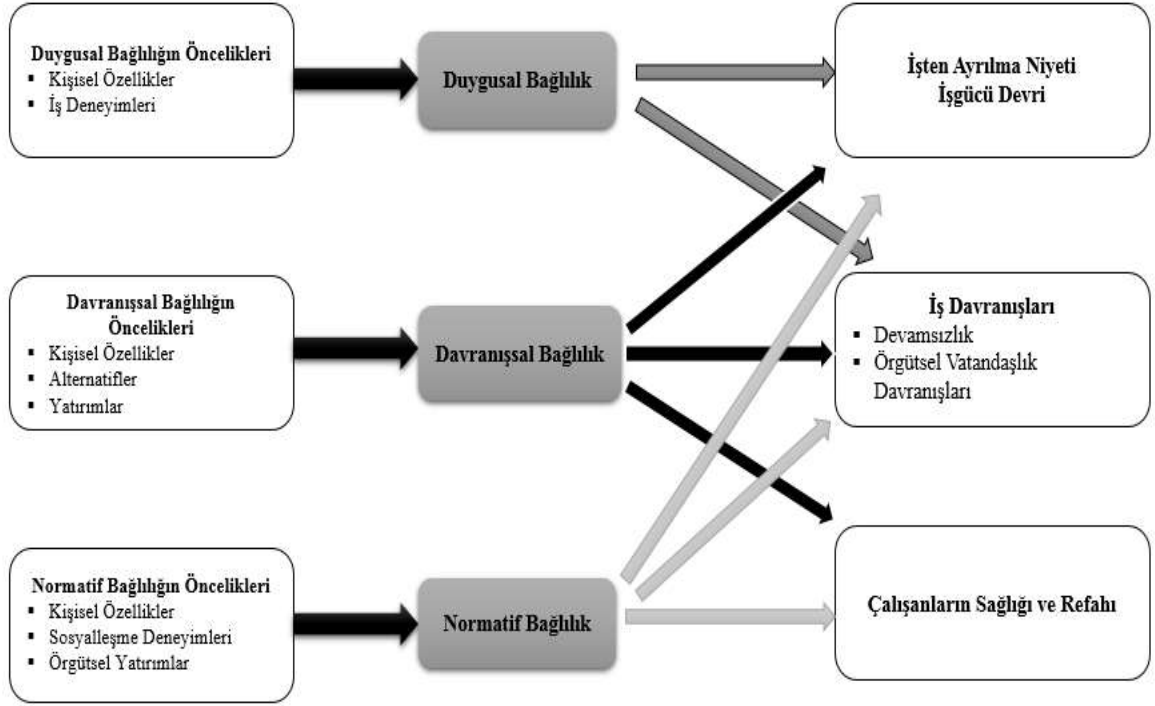 Duygusal Bağlılığın Öncelikleri
▪ Kişisel Özellikler
▪ İş Deneyimleri
Duygusal Bağlılık
İşten Ayrılma Niyeti
İşgücü Devri
Davranışsal Bağlılığın
Öncelikleri
▪ Kişisel Özellikler
▪ Alternatifler
▪ Yatırımlar
Davranışsal Bağlılık
İş Davranışları
▪ Devamsızlık
▪ Örgütsel Vatandaşlık
Davranışları
Normatif Bağlılığın Öncelikleri
▪ Kişisel Özellikler
▪ Sosyalleşme Deneyimleri
▪ Örgütsel Yatırımlar
Normatif Bağlılık
Çalışanların Sağlığı ve Refahı